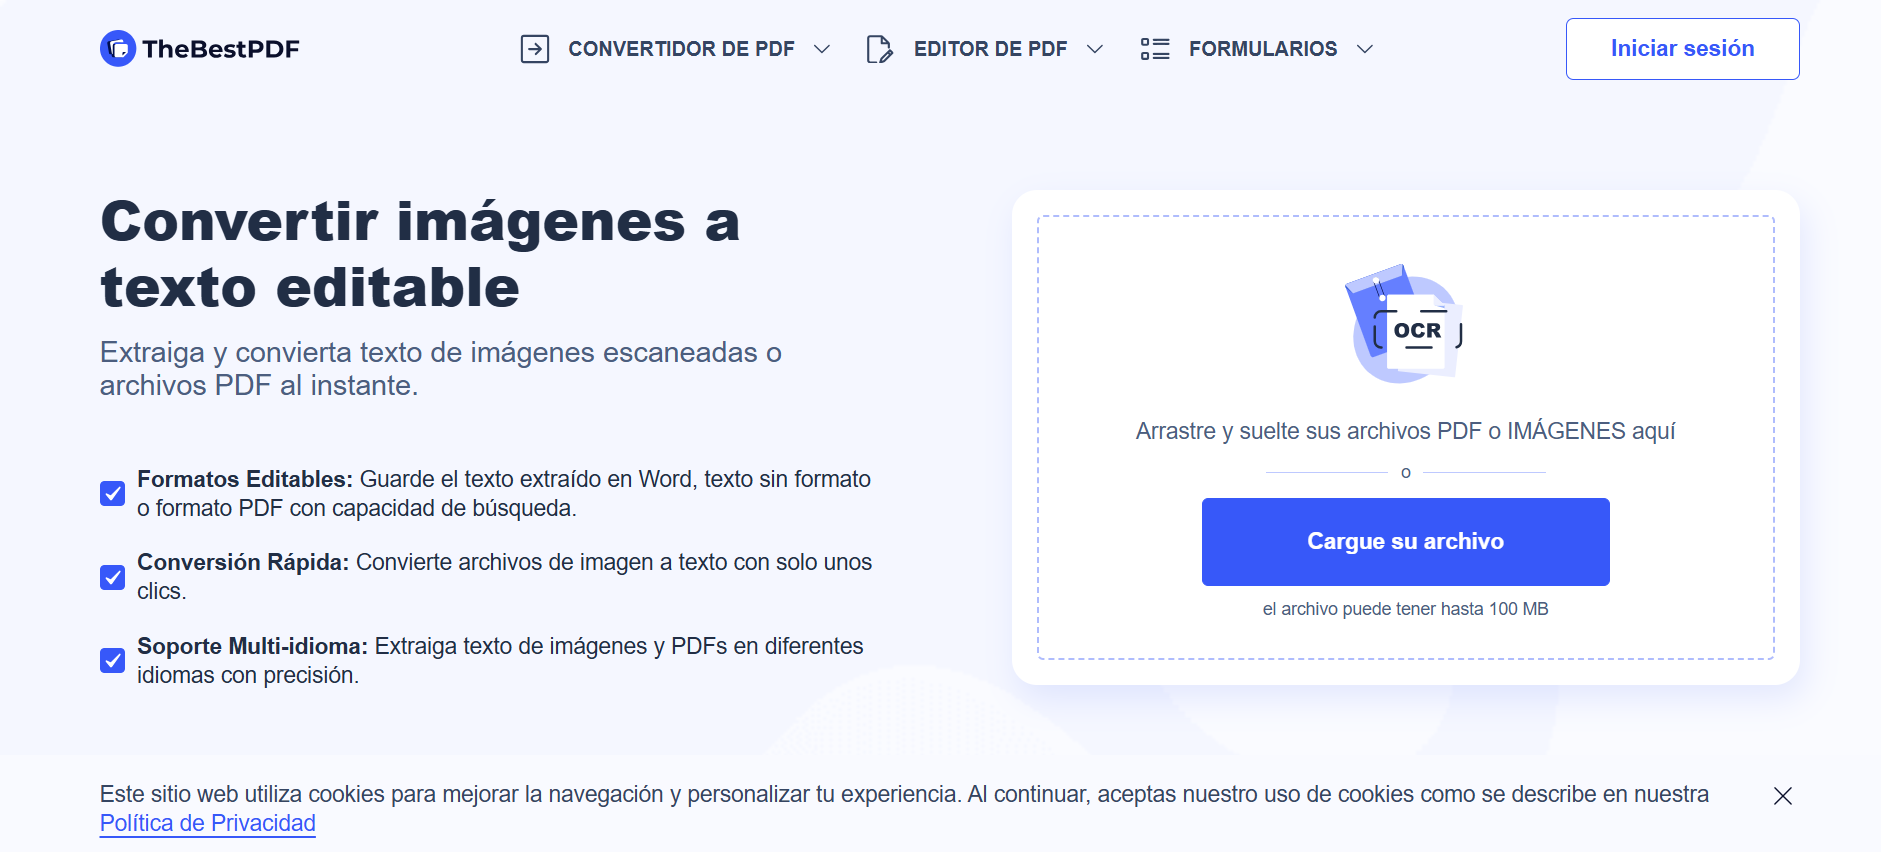 TheBestPDF
CONVERTIDOR DE PDF
EDITOR DE PDF
FORMULARIOS
Iniciar sesión
Convertir imágenes a
texto editable
Extraiga y convierta texto de imágenes escaneadas o
archivos PDF al instante.
Formatos Editables: Guarde el texto extraído en Word, texto sin formato
o formato PDF con capacidad de búsqueda.
Conversión Rápida: Convierte archivos de imagen a texto con solo unos
clics.
Soporte Multi-idioma: Extraiga texto de imágenes y PDFs en diferentes
idiomas con precisión.
OCR
Arrastre y suelte sus archivos PDF o IMÁGENES aquí
o
Cargue su archivo
el archivo puede tener hasta 100 MB
Este sitio web utiliza cookies para mejorar la navegación y personalizar tu experiencia. Al continuar, aceptas nuestro uso de cookies como se describe en nuestra
Política de Privacidad